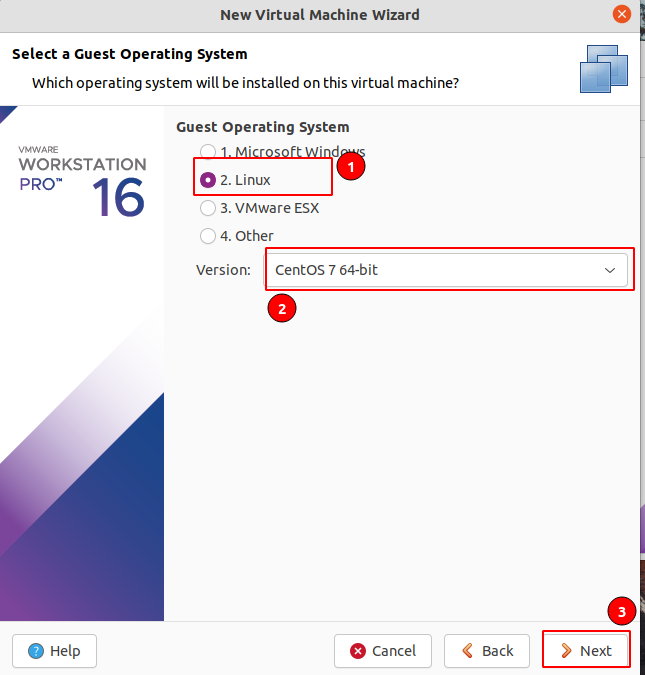 New Virtual Machine Wizard
Select a Guest Operating System
Which operating system will be installed on this virtual machine?
VMWARE
WORKSTATION
PRO™ 16
Guest Operating System
1. Microsoft Windows
1
2. Linux
3. VMware ESX
4. Other
Version: CentOS 7 64-bit
2
3
? Help
Cancel
Back
Next